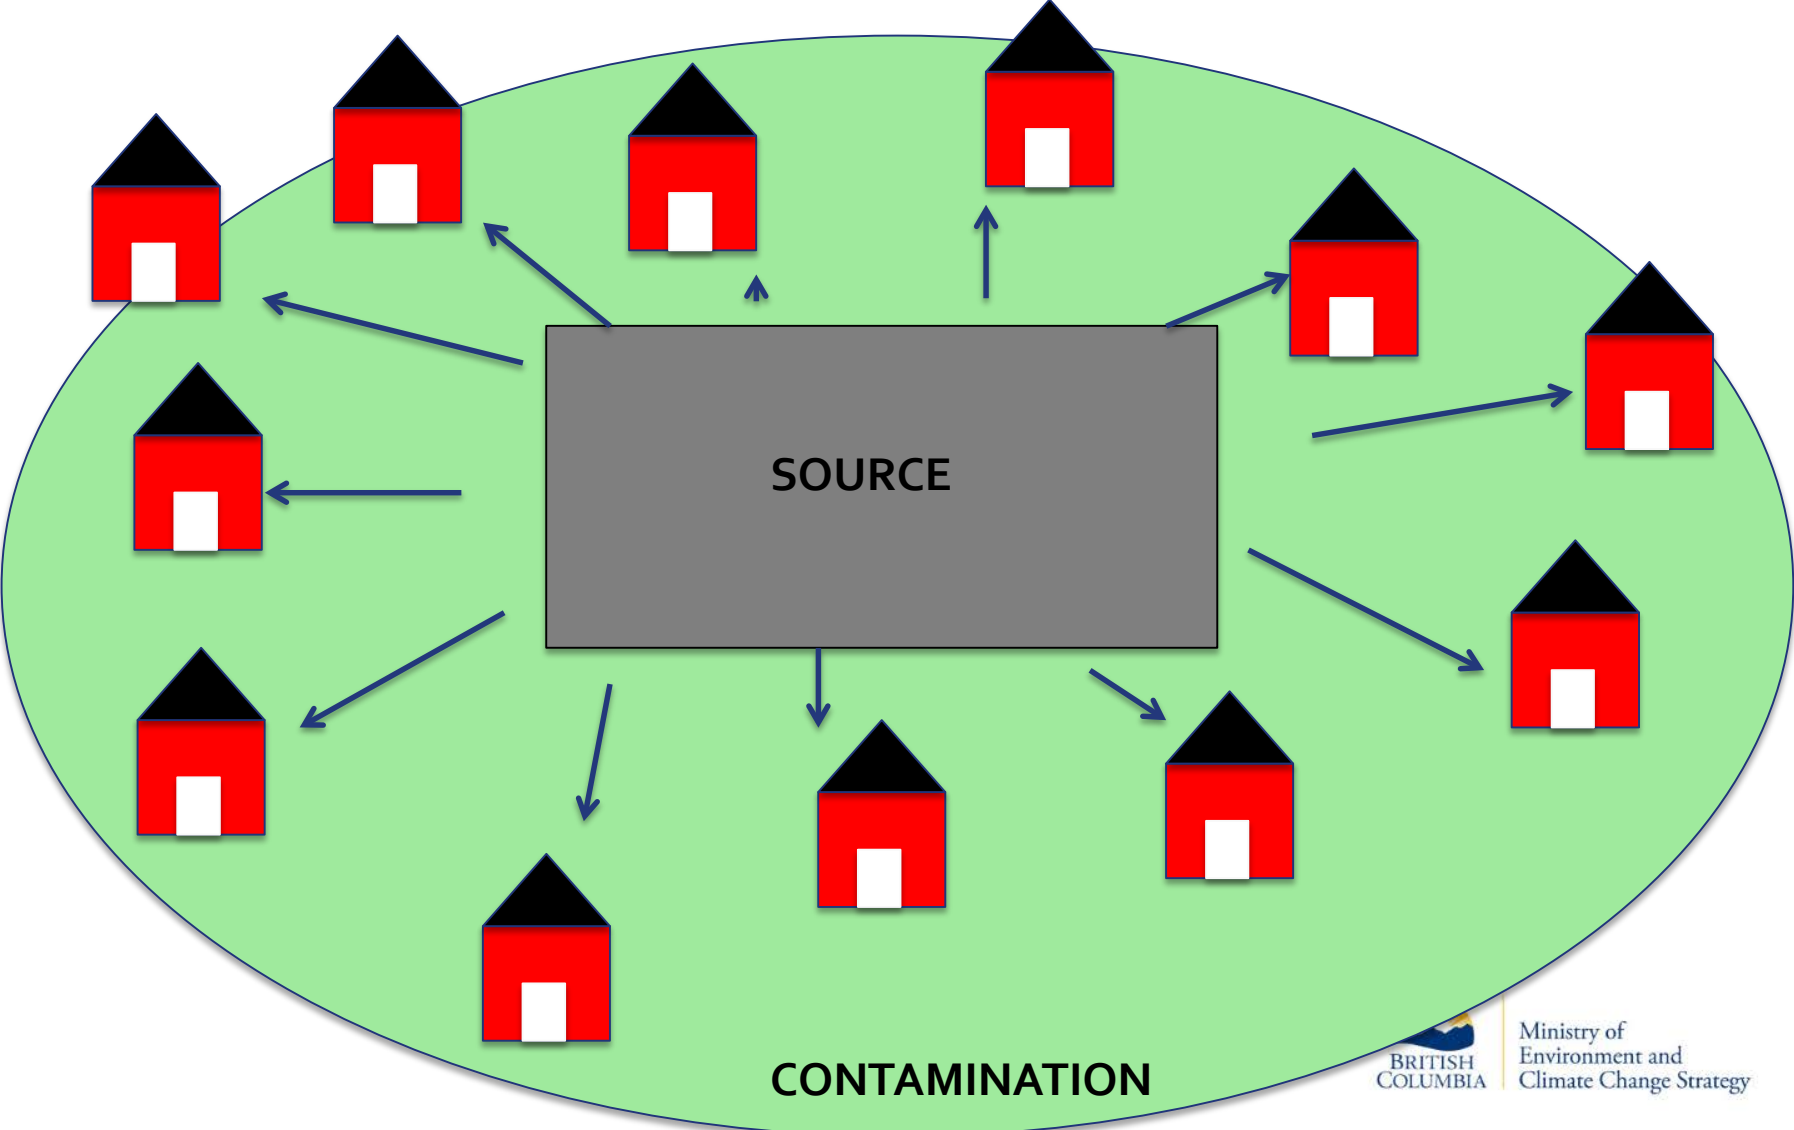 SOURCE
CONTAMINATION
BRITISH
COLUMBIA
Ministry of
Environment and
Climate Change Strategy